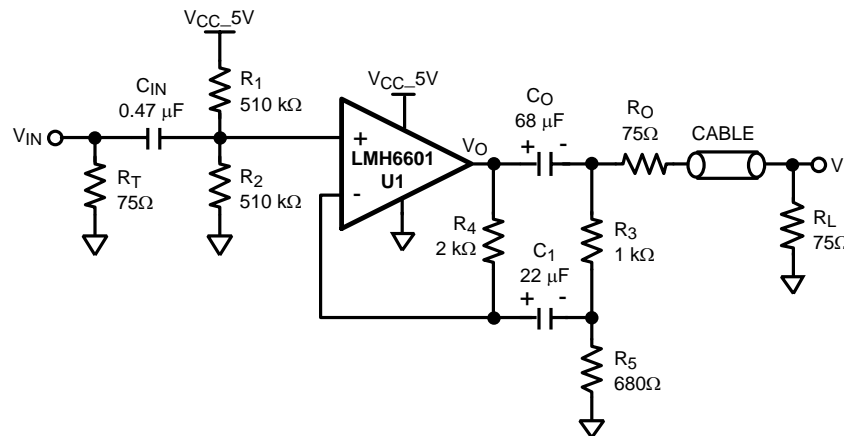 VCC_5V
R1
510 kΩ
CIN
0.47 µF
VIN
RT
75Ω
R2
510 kΩ
VCC_5V
+
LMH6601
U1
-
VO
CO
68 µF
+ -
RO
75Ω
CABLE
V
RL
75Ω
R4
2 kΩ
C1
22 µF
+ -
R3
1 kΩ
R5
680Ω